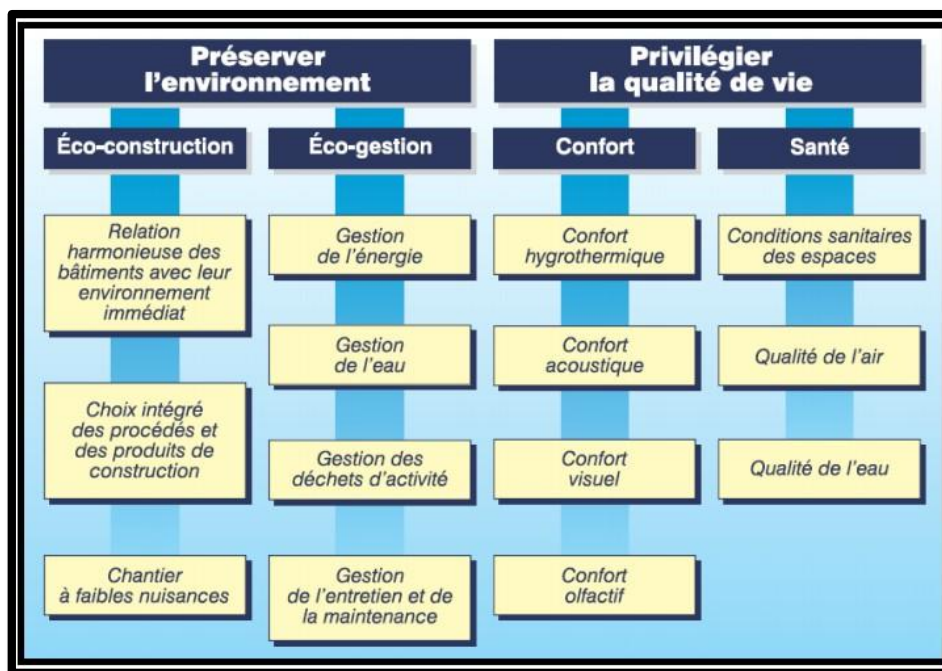 Préserver
l'environnement
Privilégier
la qualité de vie
Éco-construction
Éco-gestion
Confort
Santé
Relation
harmonieuse des
bâtiments avec leur
environnement
immédiat
Choix intégré
des procédés et
des produits de
construction
Chantier
à faibles nuisances
Gestion
de l'énergie
Gestion
de l'eau
Gestion des
déchets d'activité
Gestion
de l'entretien et de
la maintenance
Confort
hygrothermique
Confort
acoustique
Confort
visuel
Confort
olfactif
Conditions sanitaires
des espaces
Qualité de l'air
Qualité de l'eau